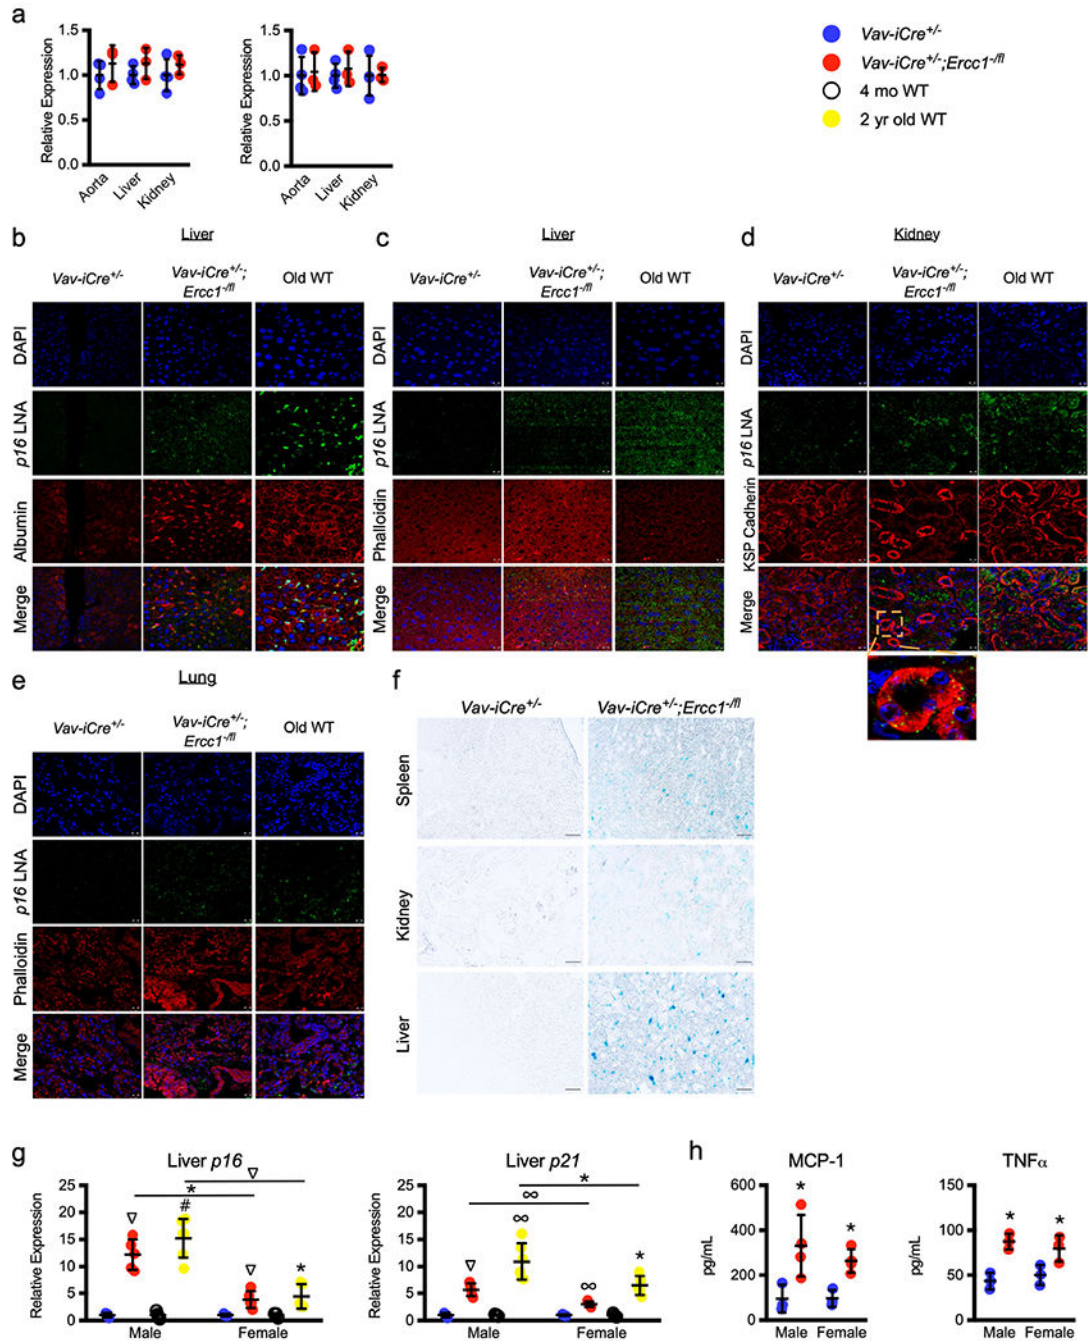 a
1.5
1.0
0.5
0.0
Relative Expression
Aorta
Liver
Kidney
1.5
1.0
0.5
0.0
Relative Expression
Aorta
Liver
Kidney
Vav-iCre+/-
Vav-iCre+/-;Ercc1-/fl
4 mo WT
2 yr old WT
b
Liver
Vav-iCre+/-
Vav-iCre+/-;
Ercc1-/fl
Old WT
DAPI
p16 LNA
Albumin
Merge
c
Liver
Vav-iCre+/-
Vav-iCre+/-;
Ercc1-/fl
Old WT
DAPI
p16 LNA
Phalloidin
Merge
d
Kidney
Vav-iCre+/-
Vav-iCre+/-;
Ercc1-/fl
Old WT
DAPI
p16 LNA
KSP Cadherin
Merge
e
Lung
Vav-iCre+/-
Vav-iCre+/-;
Ercc1-/fl
Old WT
DAPI
p16 LNA
Phalloidin
Merge
f
Vav-iCre+/-
Vav-iCre+/-;Ercc1-/fl
Spleen
Kidney
Liver
g
Liver p16
25
20
15
10
5
0
Relative Expression
∇
*
∇
#
∇
*
Male
Female
Liver p21
25
20
15
10
5
0
Relative Expression
*
∞
∞
∇
∞
*
Male
Female
h
MCP-1
600
400
200
0
pg/mL
*
*
Male Female
TNFα
150
100
50
0
pg/mL
*
*
Male Female